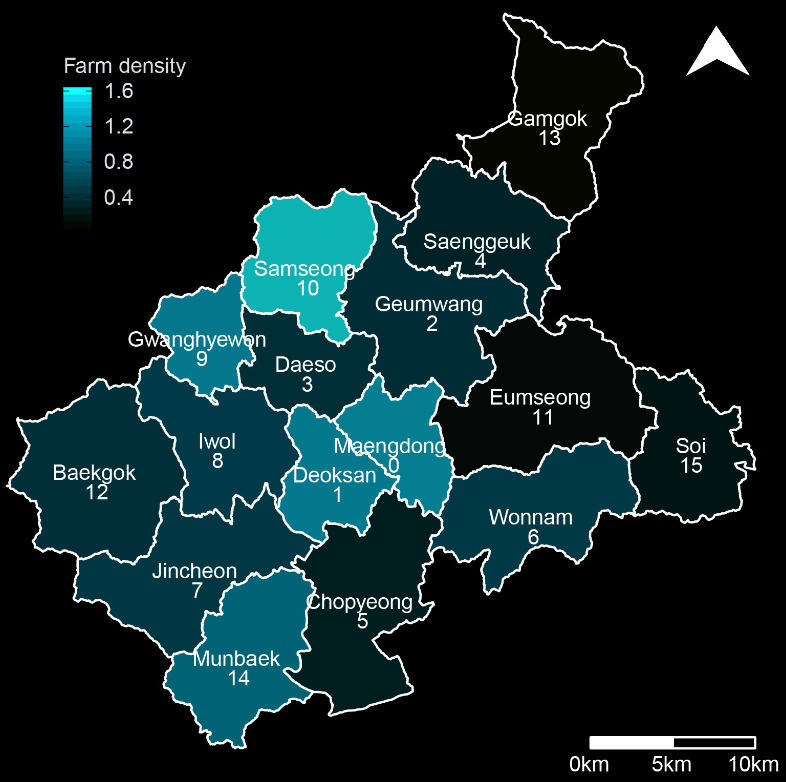 Farm density
1.6
1.2
0.8
0.4
Gamgok
13
Saenggeuk
4
Samseong
10
Geumwang
2
Gwanghyewon
9
Daeso
3
Eumseong
11
Iwol
8
Maengdong
0
Soi
15
Baekgok
12
Deoksan
1
Wonnam
6
Jincheon
7
Chopyeong
5
Munbaek
14
0km 5km 10km